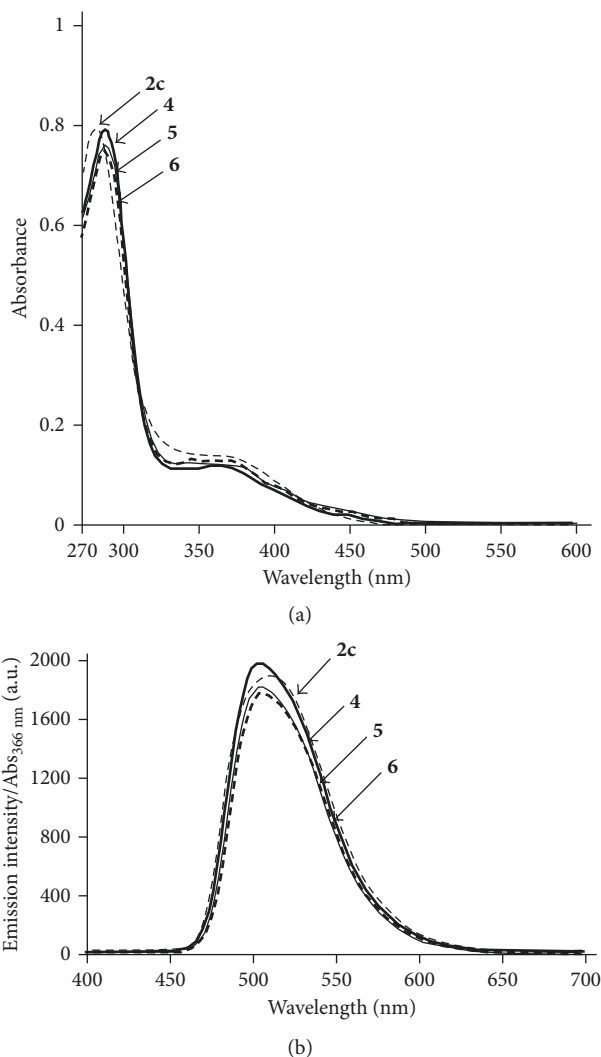 1
0.8
0.6
0.4
0.2
0
Absorbance
2c
4
5
6
270 300 350 400 450 500 550 600
Wavelength (nm)
(a)
2000
1600
1200
800
400
0
Emission intensity/Abs366 nm (a.u.)
2c
4
5
6
400 450 500 550 600 650 700
Wavelength (nm)
(b)